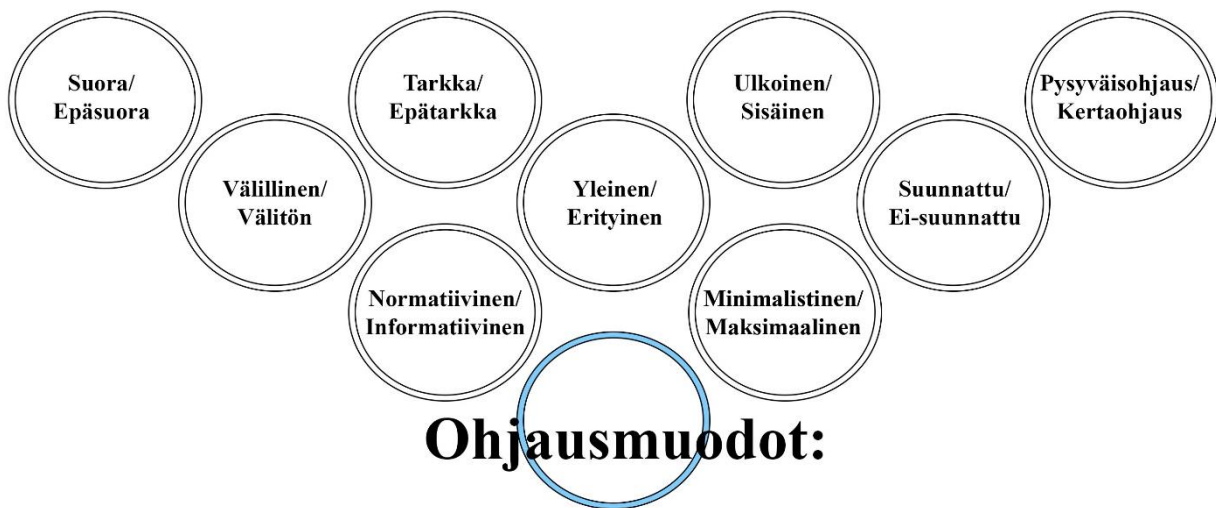 Suora/
Epäsuora
Tarkka/
Epätarkka
Ulkoinen/
Sisäinen
Pysyväisohjaus/
Kertaohjaus
Välillinen/
Välitön
Yleinen/
Erityinen
Suunnattu/
Ei-suunnattu
Normatiivinen/
Informatiivinen
Minimalistinen/
Maksimaalinen
Ohjausmuodot: